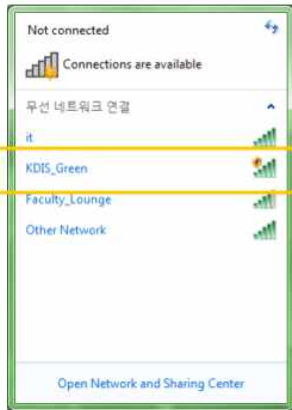 Not connected
Connections are available
무선 네트워크 연결
it
KDIS_Green
Faculty_Lounge
Other Network
Open Network and Sharing Center